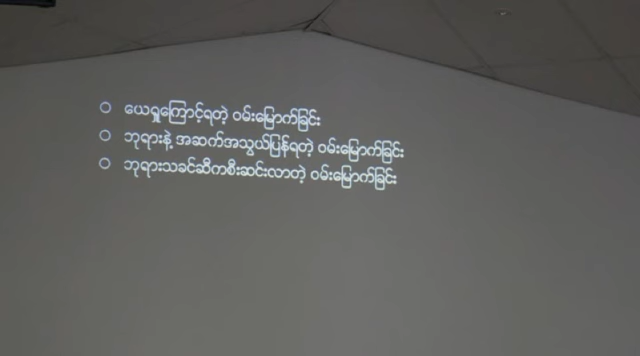 ယေရှုကြောင့်ရတဲ့ ဝမ်းမြောက်ခြင်း
ဘုရားနဲ့ အဆက်အသွယ်ပြန်ရတဲ့ ဝမ်းမြောက်ခြင်း
ဘုရားသခင်ဆီကစီးဆင်းလာတဲ့ ဝမ်းမြောက်ခြင်း